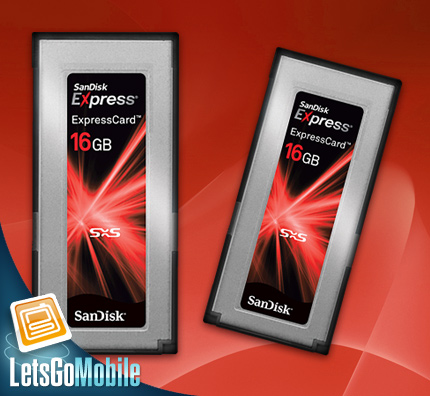 SanDisk
Express®
ExpressCard™
16GB
SxS
SanDisk
SanDisk
Express®
ExpressCard™
16GB
SxS
SanDisk
LetsGoMobile